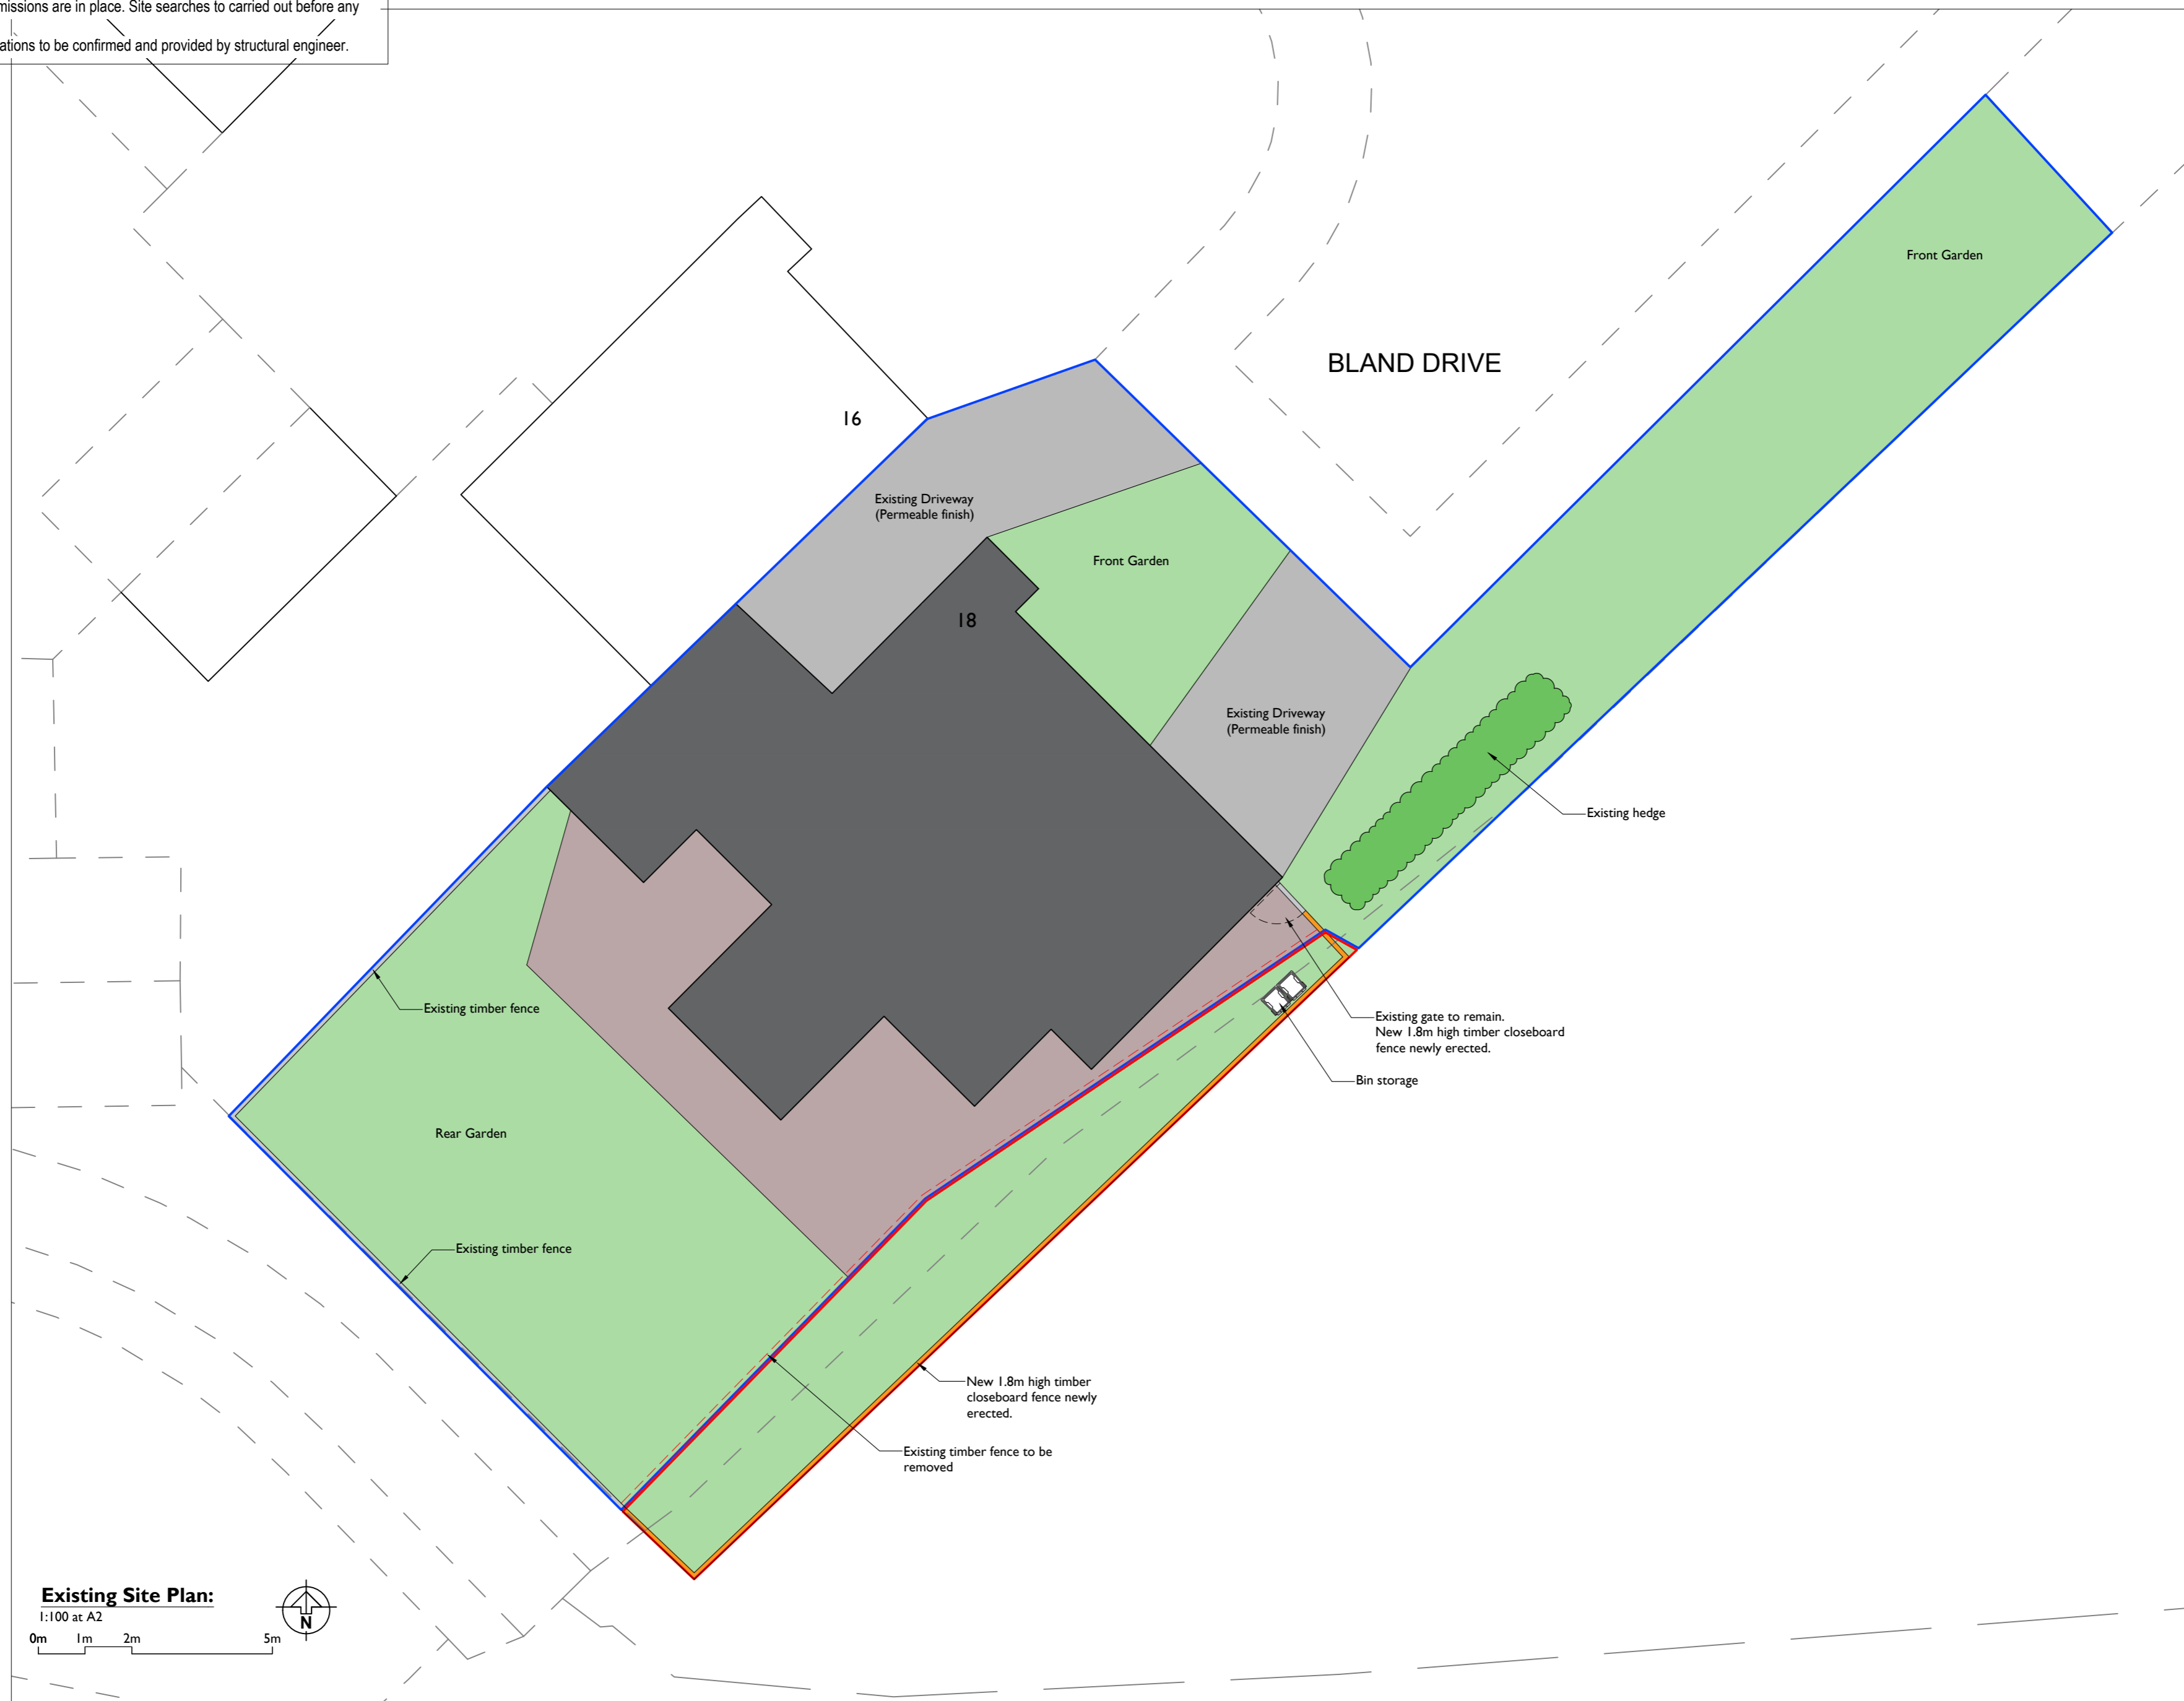 missions are in place. Site searches to carried out before any
ations to be confirmed and provided by structural engineer.
Front Garden
BLAND DRIVE
16
Existing Driveway
(Permeable finish)
Front Garden
18
Existing Driveway
(Permeable finish)
Existing hedge
Existing timber fence
Existing gate to remain.
New 1.8m high timber closeboard
fence newly erected.
Bin storage
Rear Garden
Existing timber fence
New 1.8m high timber
closeboard fence newly
erected.
Existing timber fence to be
removed
Existing Site Plan:
1:100 at A2
N
0m 1m 2m 5m